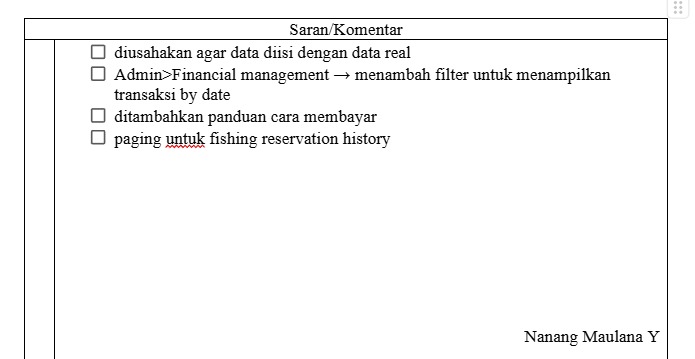 Saran/Komentar
diusahakan agar data diisi dengan data real
Admin>Financial management → menambah filter untuk menampilkan
transaksi by date
ditambahkan panduan cara membayar
paging untuk fishing reservation history
Nanang Maulana Y